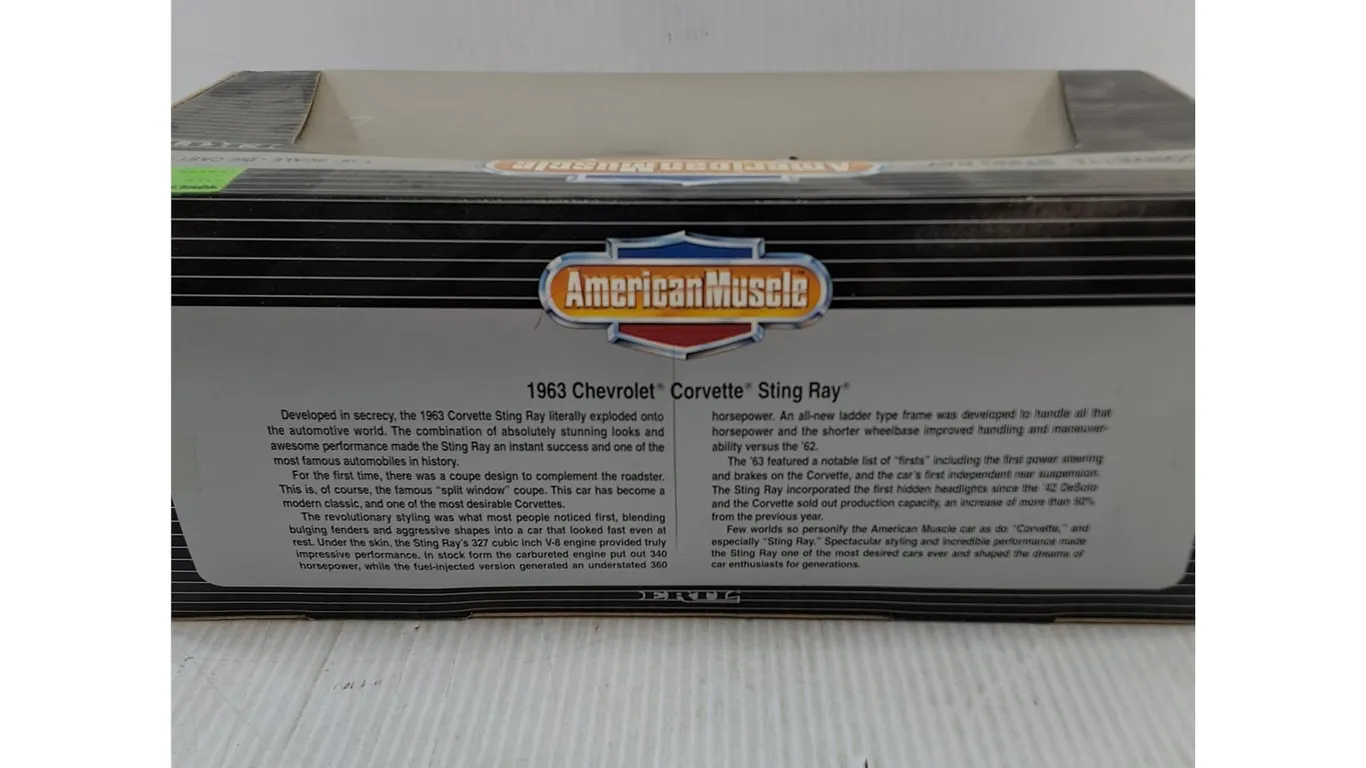 AmericanMuscle
AmericanMuscle™
1963 Chevrolet® Corvette® Sting Ray®
Developed in secrecy, the 1963 Corvette Sting Ray literally exploded onto
the automotive world. The combination of absolutely stunning looks and
awesome performance made the Sting Ray an instant success and one of the
most famous automobiles in history.
For the first time, there was a coupe design to complement the roadster.
This is, of course, the famous “split window” coupe. This car has become a
modern classic, and one of the most desirable Corvettes.
The revolutionary styling was what most people noticed first, blending
bulging fenders and aggressive shapes into a car that looked fast even at
rest. Under the skin, the Sting Ray's 327 cubic inch V-8 engine provided truly
impressive performance. In stock form the carbureted engine put out 340
horsepower, while the fuel-injected version generated an understated 360
horsepower. An all-new ladder type frame was developed to handle all that
horsepower and the shorter wheelbase improved handling and maneuver-
ability versus the '62.
The '63 featured a notable list of “firsts” including the first power steering
and brakes on the Corvette, and the car's first independent rear suspension.
The Sting Ray incorporated the first hidden headlights since the '42 DeSoto
and the Corvette sold out production capacity, an increase of more than 50%
from the previous year.
Few worlds so personify the American Muscle car as do “Corvette,” and
especially “Sting Ray.” Spectacular styling and incredible performance made
the Sting Ray one of the most desired cars ever and shaped the dreams of
car enthusiasts for generations.
ERTL